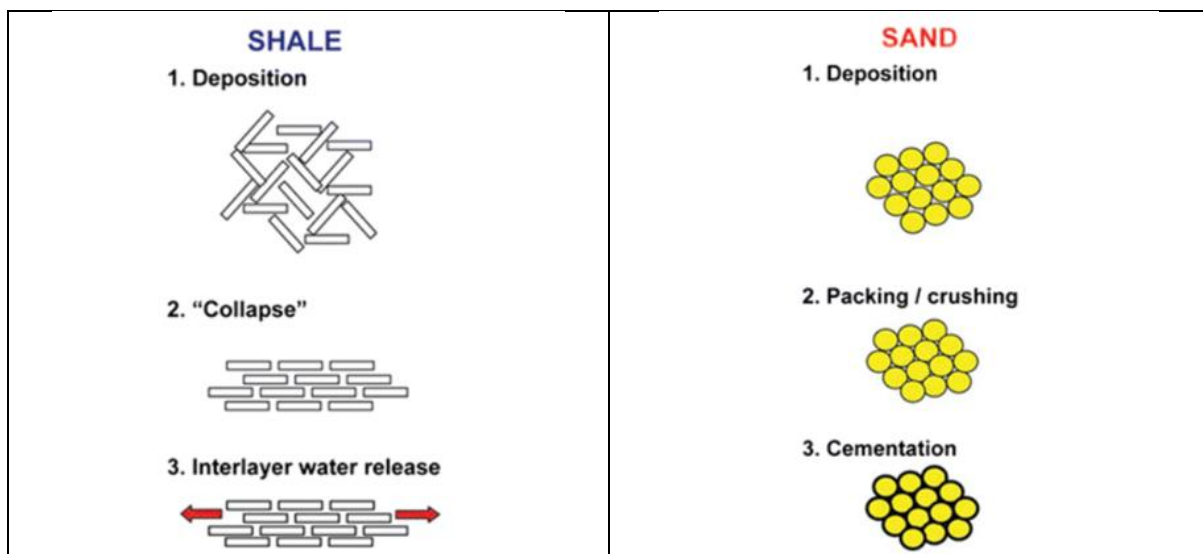 SHALE
1. Deposition
2. “Collapse”
3. Interlayer water release
SAND
1. Deposition
2. Packing / crushing
3. Cementation